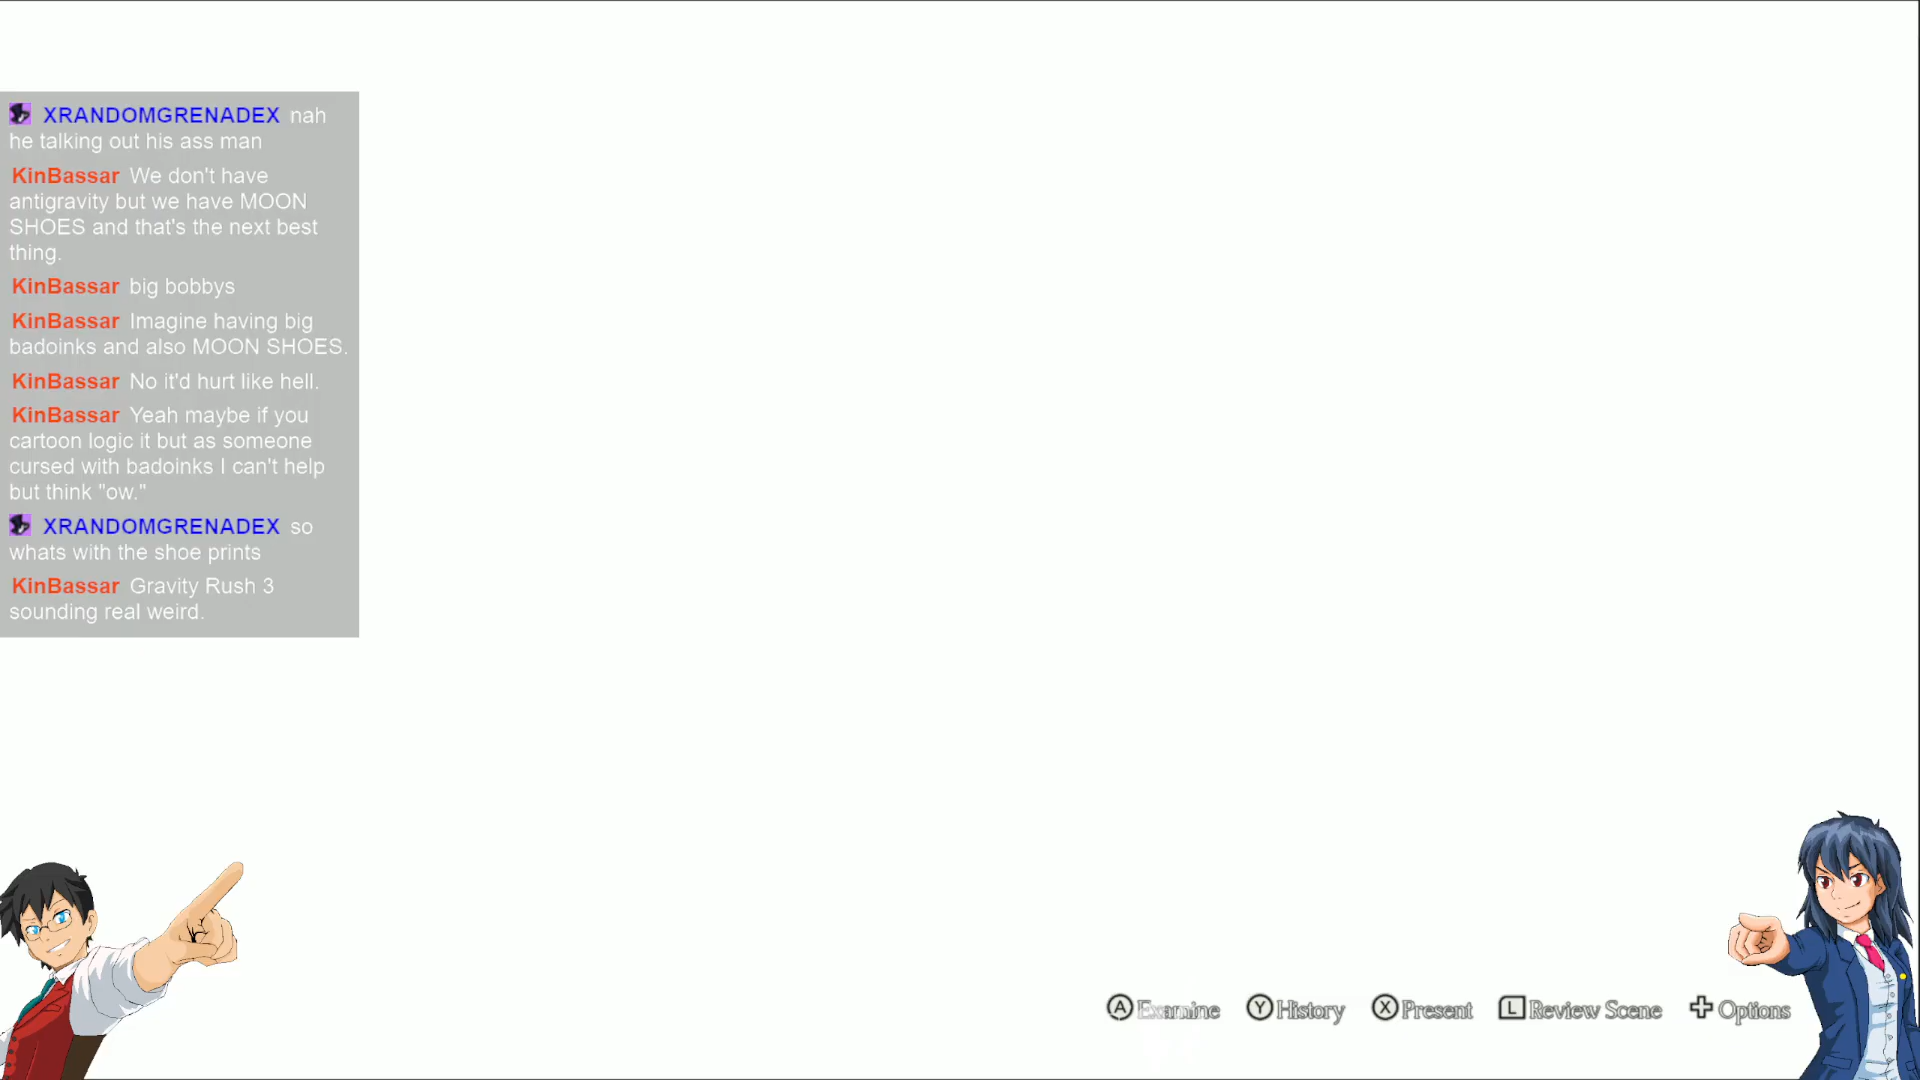 XRANDOMGRENADEX nah
he talking out his ass man
KinBassar We don't have
antigravity but we have MOON
SHOES and that's the next best
thing.
KinBassar big bobbys
KinBassar Imagine having big
badoinks and also MOON SHOES.
KinBassar No it'd hurt like hell.
KinBassar Yeah maybe if you
cartoon logic it but as someone
cursed with badoinks I can't help
but think "ow."
XRANDOMGRENADEX so
whats with the shoe prints
KinBassar Gravity Rush 3
sounding real weird.
A Examine Y History X Present L Review Scene + Options